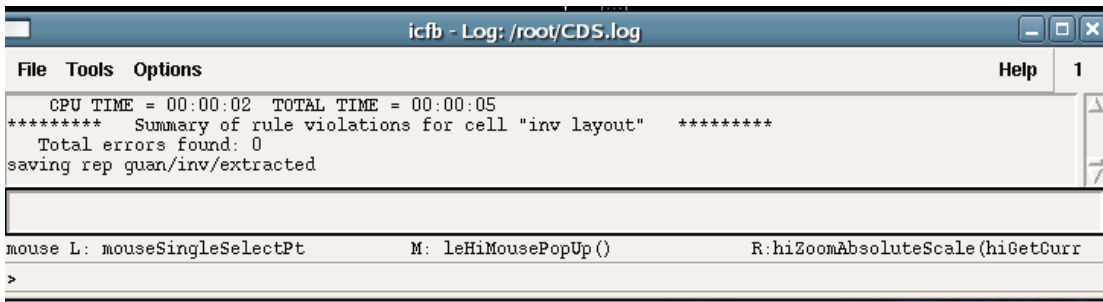 icfb - Log: /root/CDS.log
File Tools Options Help 1
CPU TIME = 00:00:02 TOTAL TIME = 00:00:05
********* Summary of rule violations for cell "inv layout" *********
Total errors found: 0
saving rep quan/inv/extracted
mouse L: mouseSingleSelectPt M: leHiMousePopUp() R:hiZoomAbsoluteScale(hiGetCurr
>